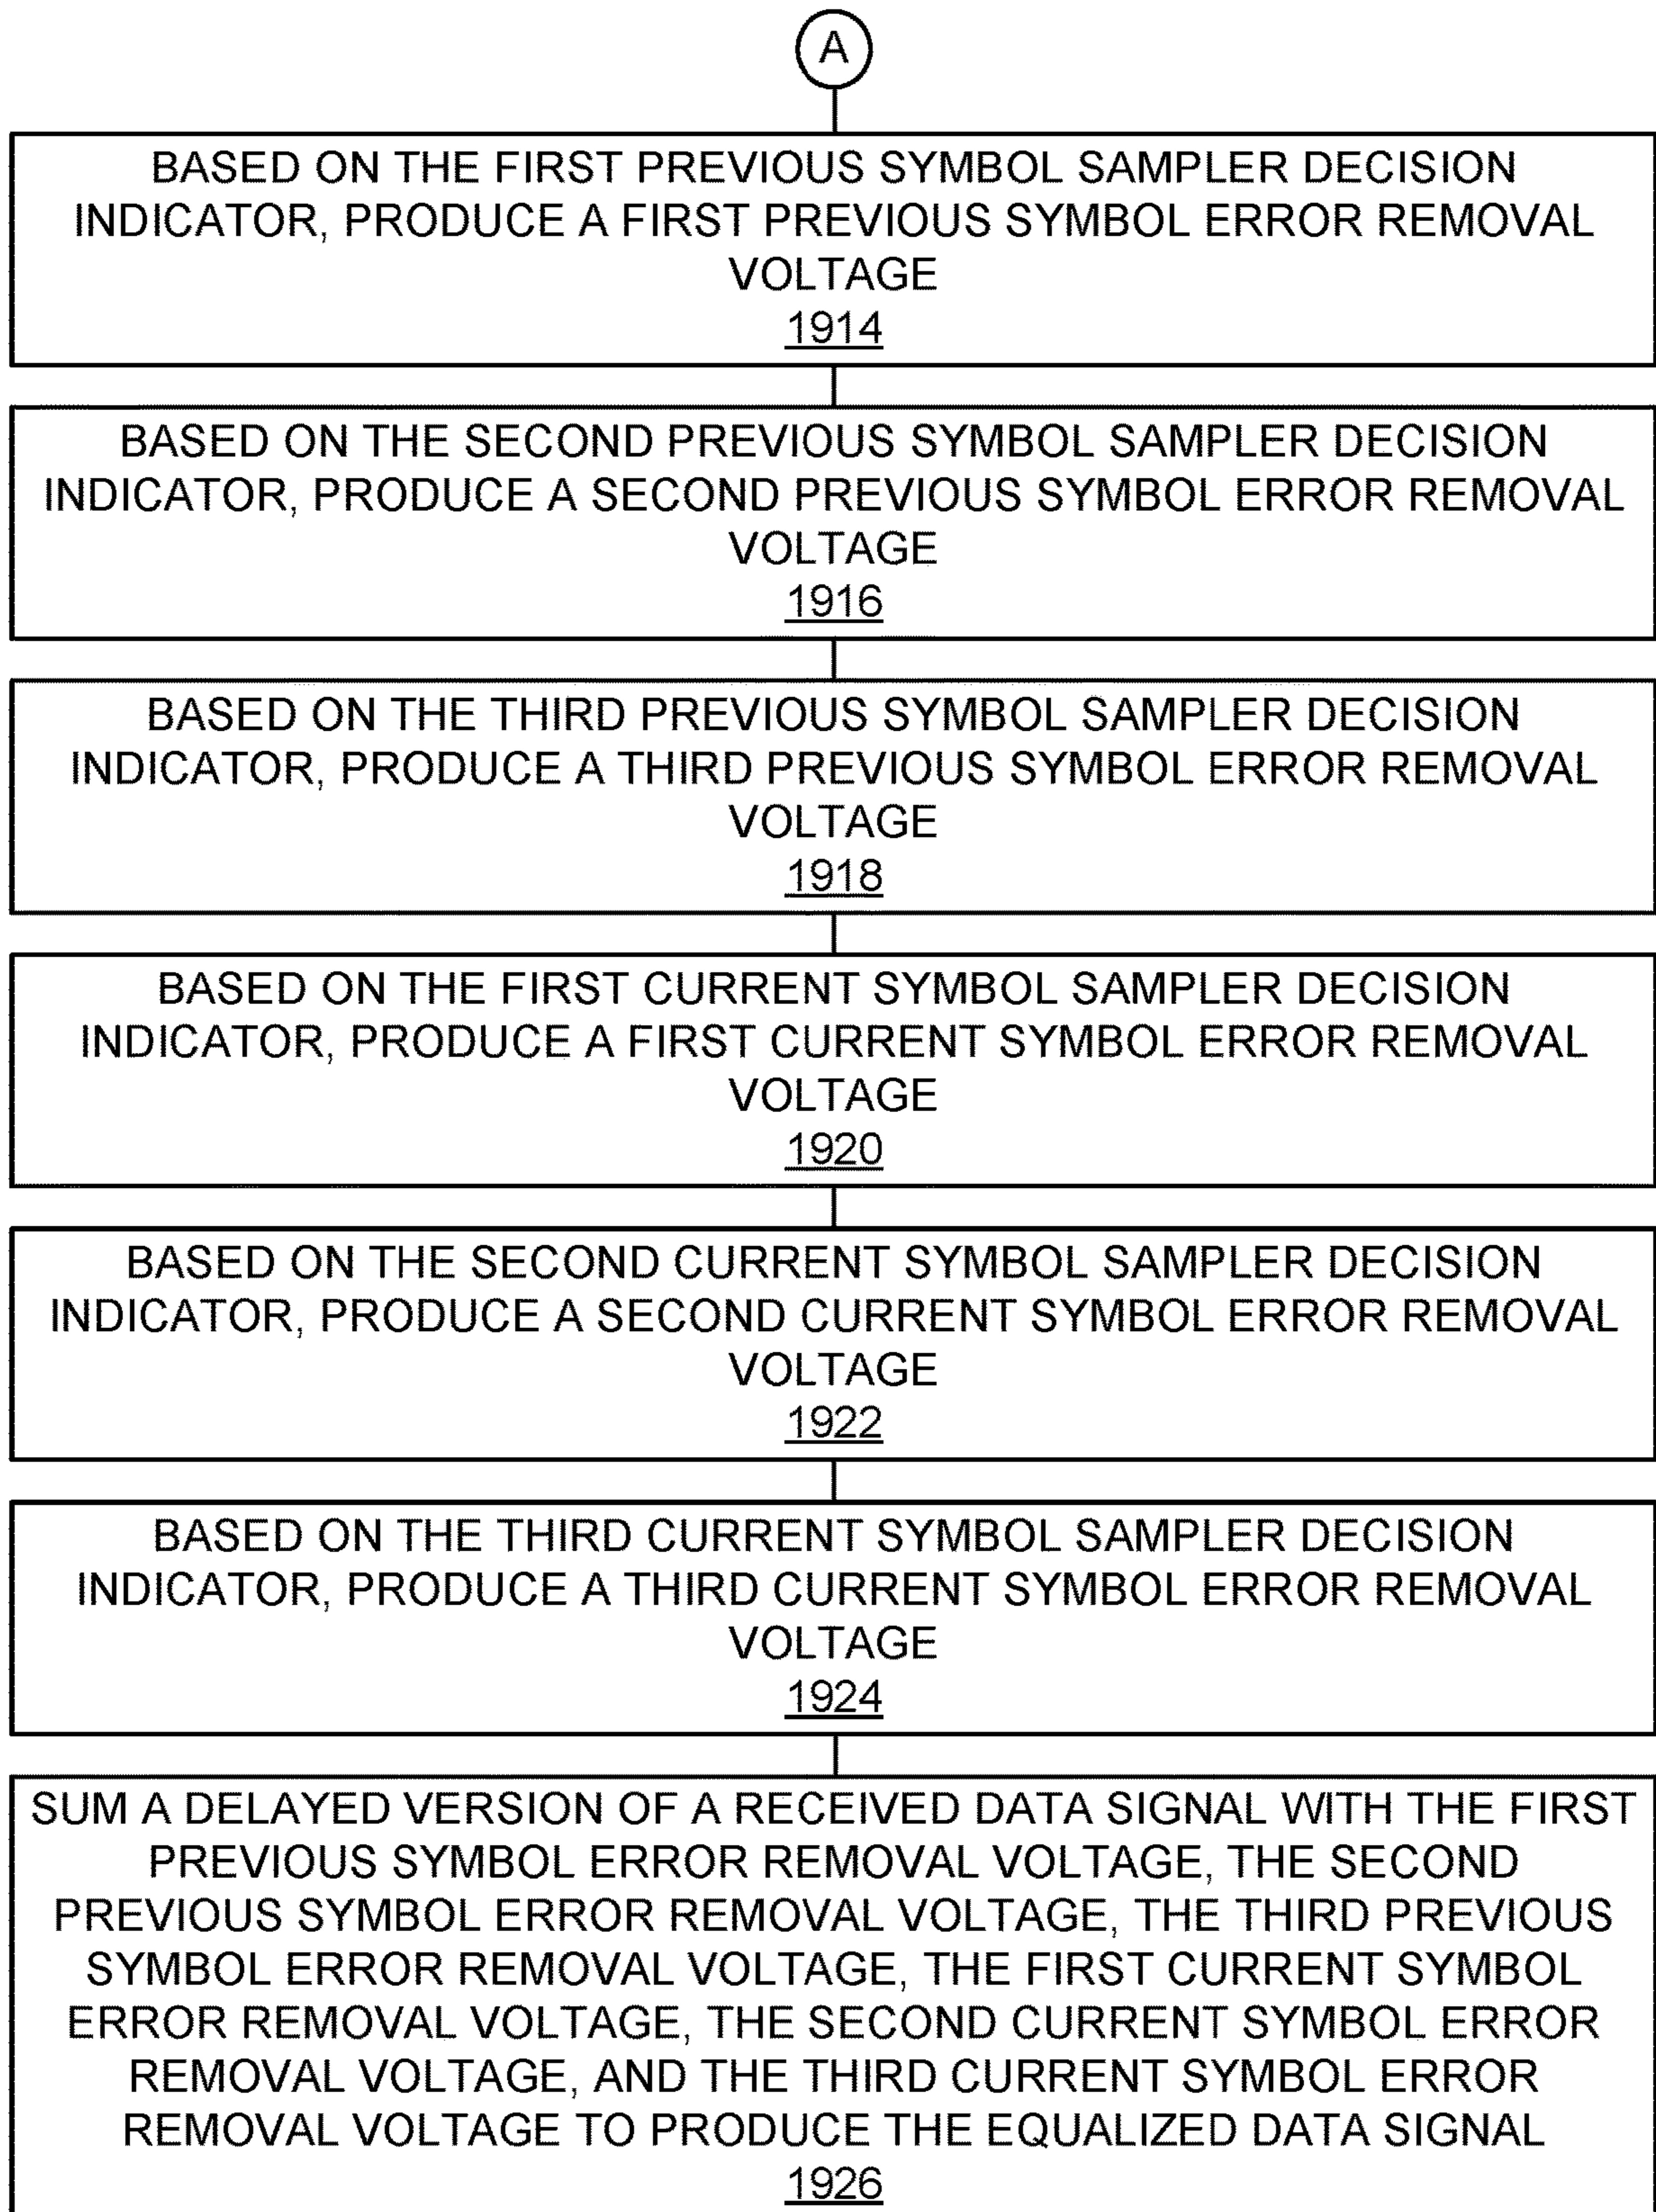 A
BASED ON THE FIRST PREVIOUS SYMBOL SAMPLER DECISION
INDICATOR, PRODUCE A FIRST PREVIOUS SYMBOL ERROR REMOVAL
VOLTAGE
1914
BASED ON THE SECOND PREVIOUS SYMBOL SAMPLER DECISION
INDICATOR, PRODUCE A SECOND PREVIOUS SYMBOL ERROR REMOVAL
VOLTAGE
1916
BASED ON THE THIRD PREVIOUS SYMBOL SAMPLER DECISION
INDICATOR, PRODUCE A THIRD PREVIOUS SYMBOL ERROR REMOVAL
VOLTAGE
1918
BASED ON THE FIRST CURRENT SYMBOL SAMPLER DECISION
INDICATOR, PRODUCE A FIRST CURRENT SYMBOL ERROR REMOVAL
VOLTAGE
1920
BASED ON THE SECOND CURRENT SYMBOL SAMPLER DECISION
INDICATOR, PRODUCE A SECOND CURRENT SYMBOL ERROR REMOVAL
VOLTAGE
1922
BASED ON THE THIRD CURRENT SYMBOL SAMPLER DECISION
INDICATOR, PRODUCE A THIRD CURRENT SYMBOL ERROR REMOVAL
VOLTAGE
1924
SUM A DELAYED VERSION OF A RECEIVED DATA SIGNAL WITH THE FIRST
PREVIOUS SYMBOL ERROR REMOVAL VOLTAGE, THE SECOND
PREVIOUS SYMBOL ERROR REMOVAL VOLTAGE, THE THIRD PREVIOUS
SYMBOL ERROR REMOVAL VOLTAGE, THE FIRST CURRENT SYMBOL
ERROR REMOVAL VOLTAGE, THE SECOND CURRENT SYMBOL ERROR
REMOVAL VOLTAGE, AND THE THIRD CURRENT SYMBOL ERROR
REMOVAL VOLTAGE TO PRODUCE THE EQUALIZED DATA SIGNAL
1926